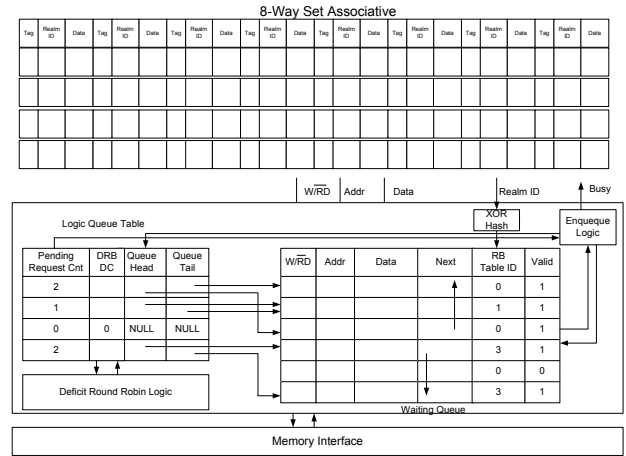 8-Way Set Associative
Tag Realm ID Data Tag Realm ID Data Tag Realm ID Data Tag Realm ID Data Tag Realm ID Data Tag Realm ID Data Tag Realm ID Data Tag Realm ID Data
W/RD Addr Data Realm ID Busy
Logic Queue Table
XOR Hash
Enqueque Logic
Pending Request Cnt DRB DC Queue Head Queue Tail
2
1
0 0 NULL NULL
2
Deficit Round Robin Logic
W/RD Addr Data Next RB Table ID Valid
0 1
1 1
0 1
3 1
0 0
3 1
Waiting Queue
Memory Interface